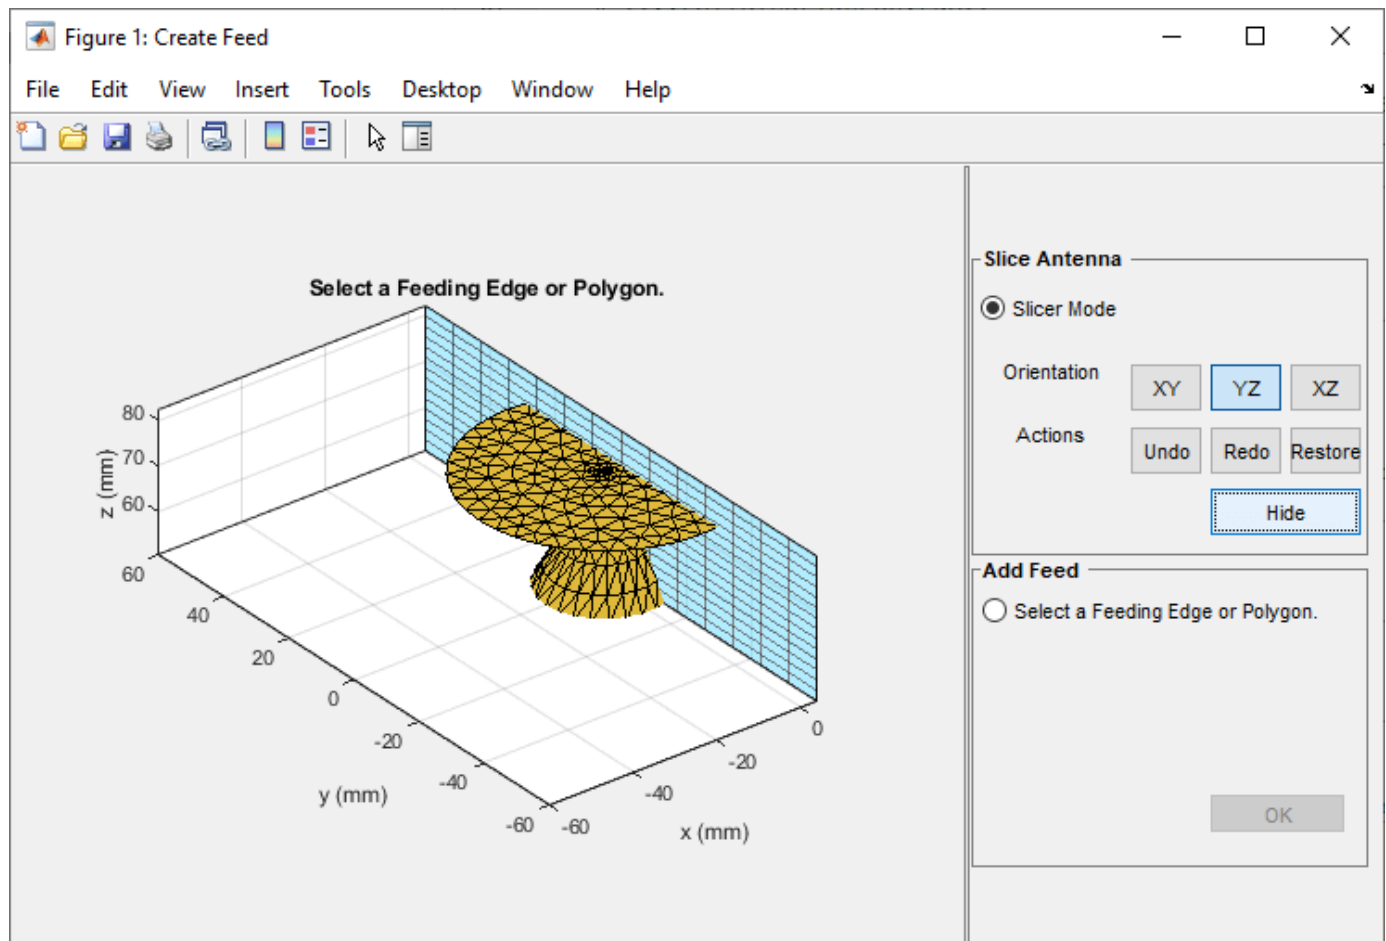 Figure 1: Create Feed
File Edit View Insert Tools Desktop Window Help
Select a Feeding Edge or Polygon.
80
70
60
z (mm)
60
40
20
0
-20
-40
-60
y (mm)
-60
-40
-20
0
x (mm)
Slice Antenna
Slicer Mode
Orientation XY YZ XZ
Actions Undo Redo Restore
Hide
Add Feed
Select a Feeding Edge or Polygon.
OK